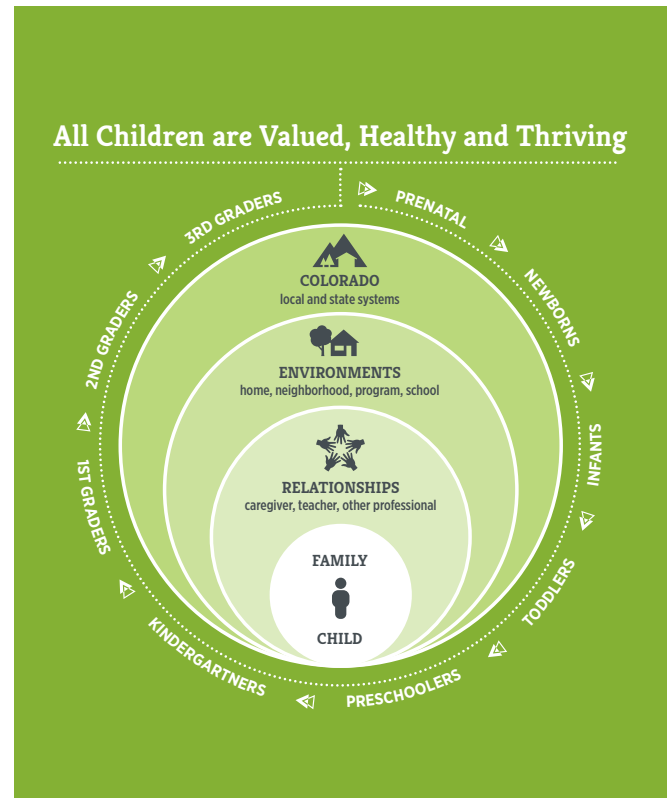 All Children are Valued, Healthy and Thriving
PRENATAL
NEWBORNS
INFANTS
TODDLERS
PRESCHOOLERS
KINDERGARTNERS
1ST GRADERS
2ND GRADERS
3RD GRADERS
COLORADO
local and state systems
ENVIRONMENTS
home, neighborhood, program, school
RELATIONSHIPS
caregiver, teacher, other professional
FAMILY
CHILD